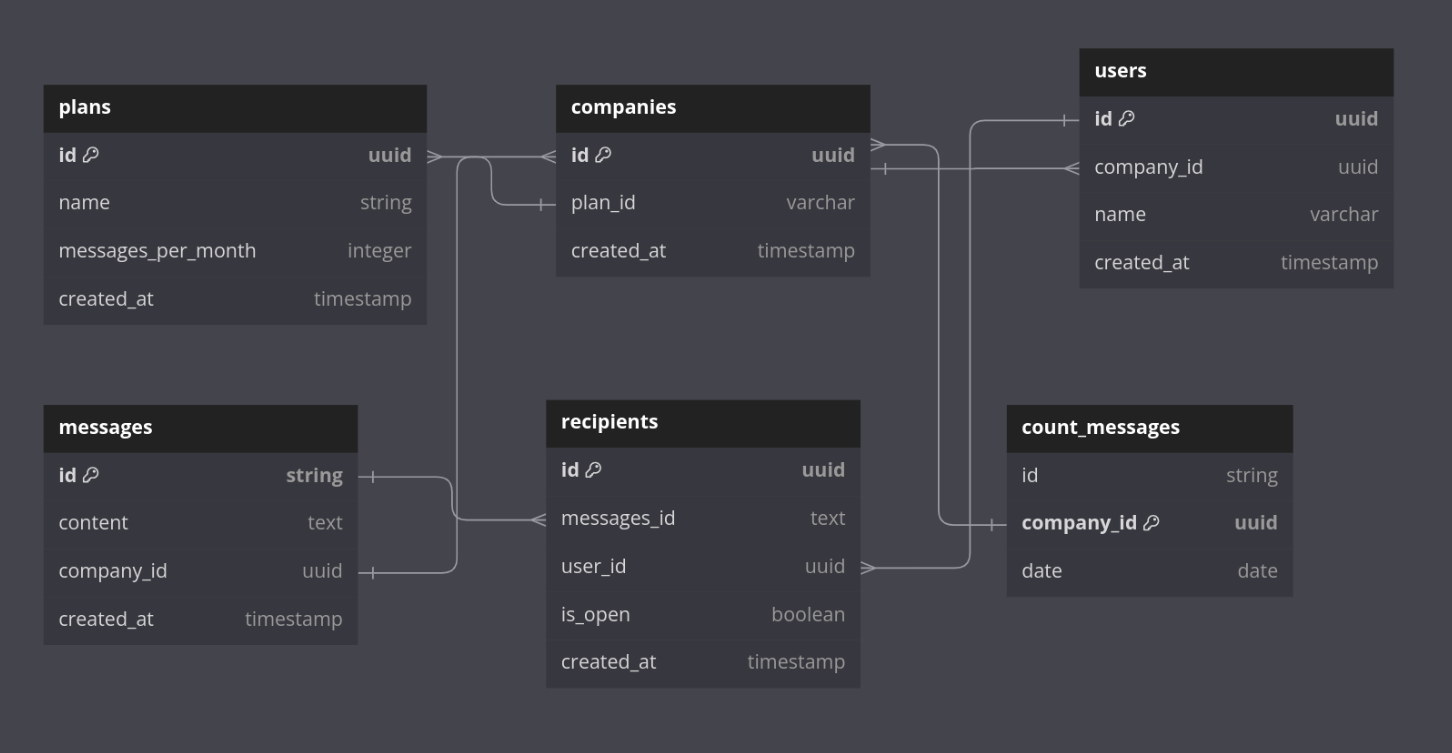 plans
id uuid
name string
messages_per_month integer
created_at timestamp
companies
id uuid
plan_id varchar
created_at timestamp
users
id uuid
company_id uuid
name varchar
created_at timestamp
messages
id string
content text
company_id uuid
created_at timestamp
recipients
id uuid
messages_id text
user_id uuid
is_open boolean
created_at timestamp
count_messages
id string
company_id uuid
date date